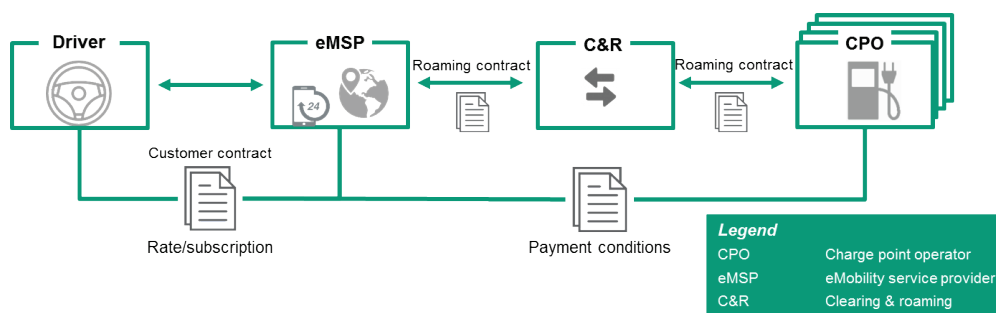 Driver
eMSP
C&R
CPO
Roaming contract
Roaming contract
24
Customer contract
Rate/subscription
Payment conditions
Legend
CPO Charge point operator
eMSP eMobility service provider
C&R Clearing & roaming